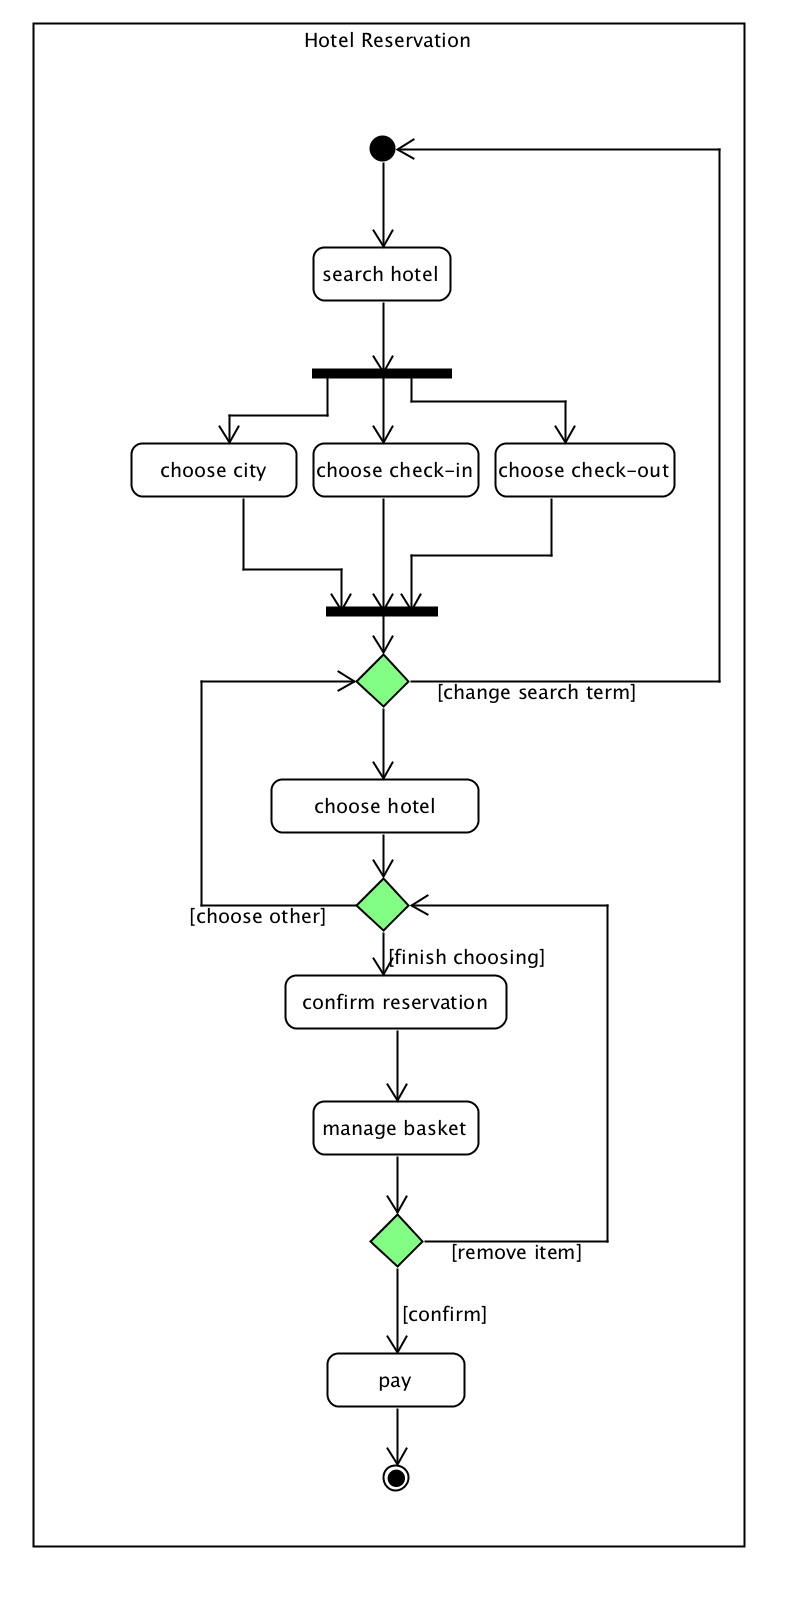 Hotel Reservation
search hotel
choose city
choose check-in
choose check-out
[change search term]
choose hotel
[choose other]
[finish choosing]
confirm reservation
manage basket
[remove item]
[confirm]
pay